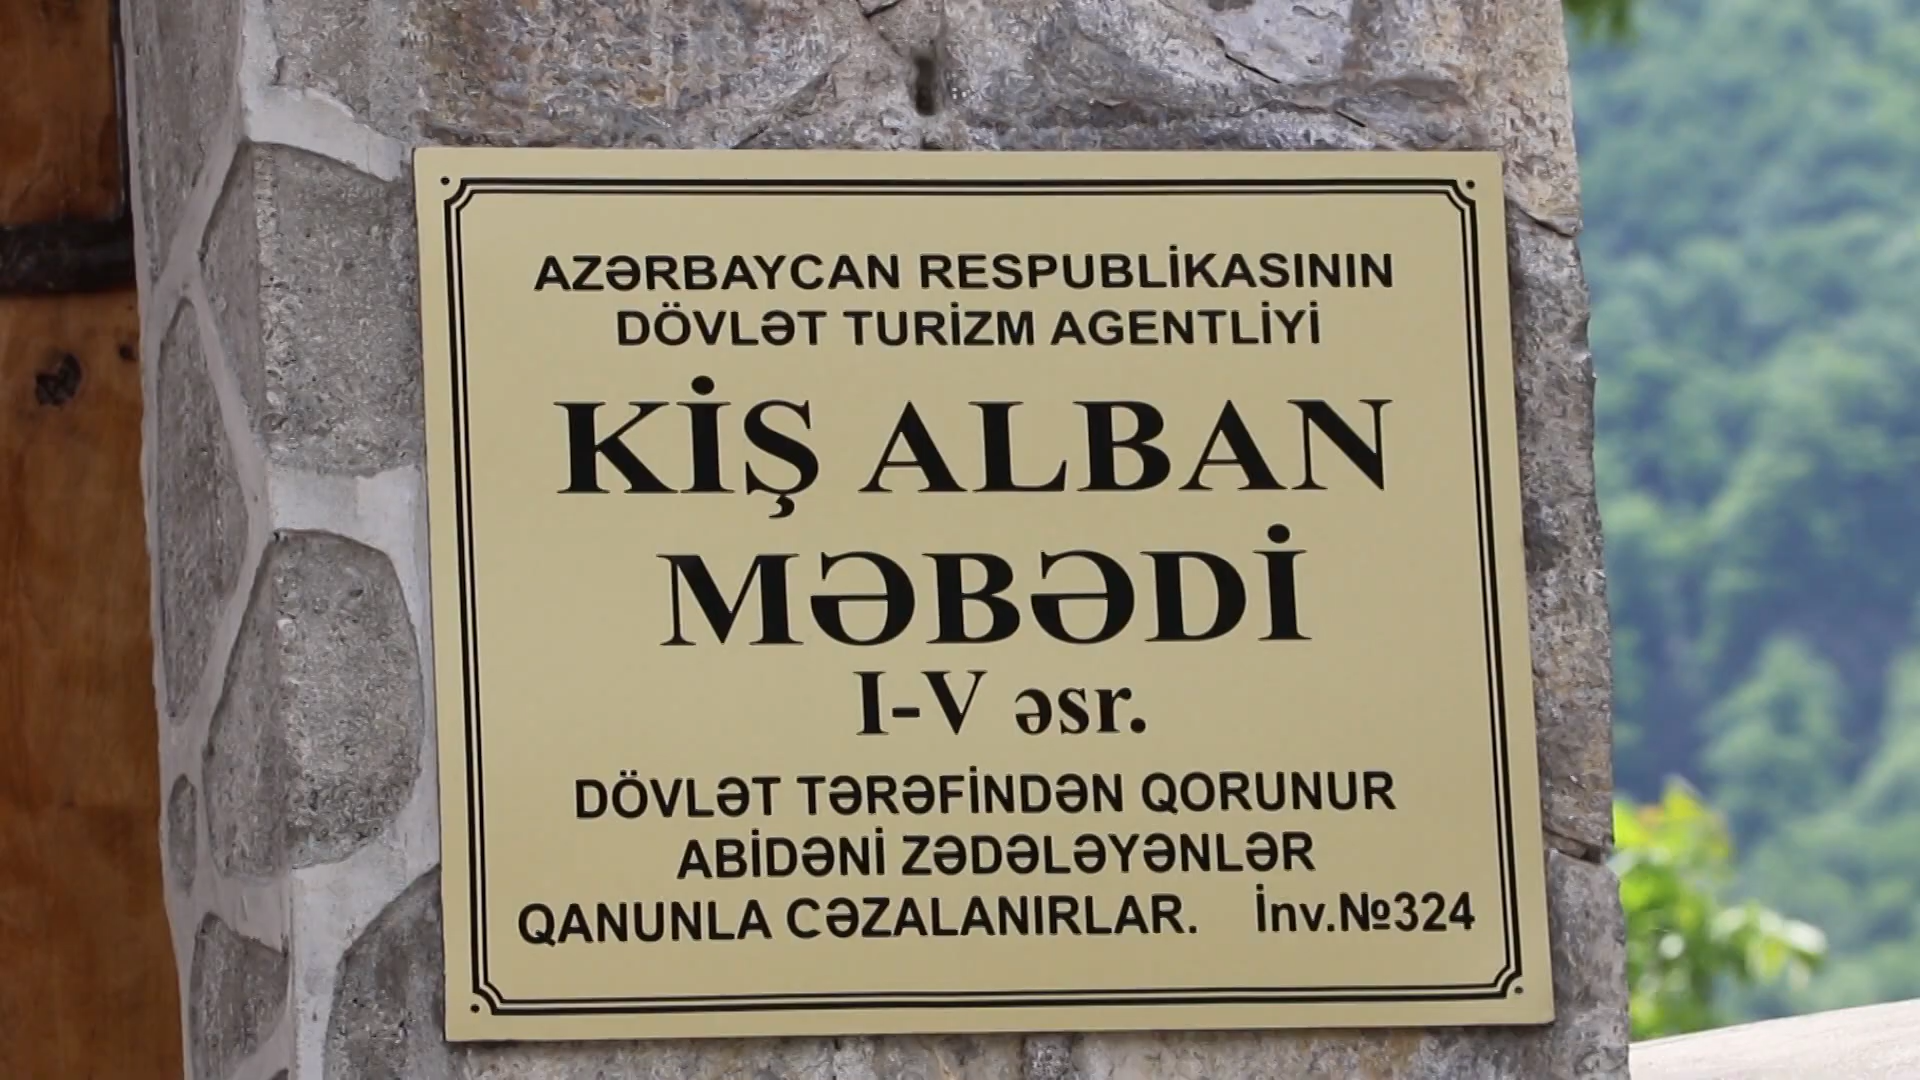 AZƏRBAYCAN RESPUBLİKASININ
DÖVLƏT TURİZM AGENTLİYİ
KİŞ ALBAN
MƏBƏDİ
I-V əsr.
DÖVLƏT TƏRƏFİNDƏN QORUNUR
ABİDƏNİ ZƏDƏLƏYƏNLƏR
QANUNLA CƏZALANIRLAR. İnv.№324